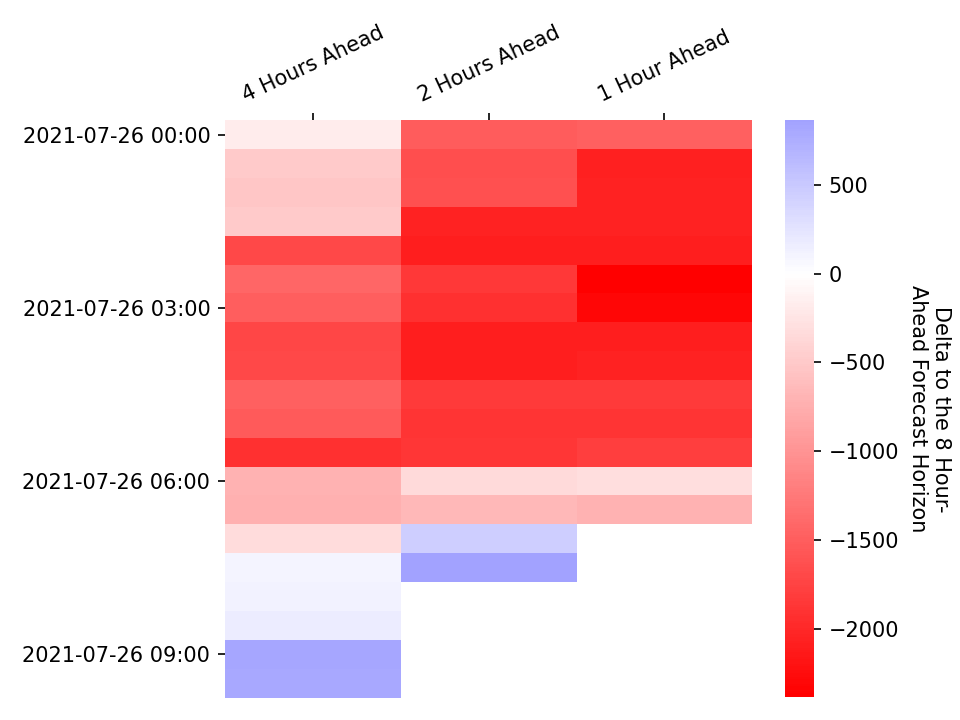 4 Hours Ahead
2 Hours Ahead
1 Hour Ahead
2021-07-26 00:00
2021-07-26 03:00
2021-07-26 06:00
2021-07-26 09:00
500
0
−500
−1000
−1500
−2000
Delta to the 8 Hour-
Ahead Forecast Horizon